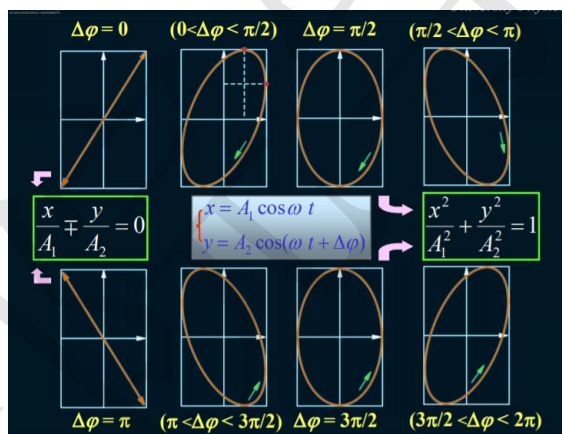 Δφ = 0 (0<Δφ < π/2) Δφ = π/2 (π/2 <Δφ < π)
x/A₁ ∓ y/A₂ = 0
x = A₁ cos ω t
y = A₂ cos(ω t + Δφ)
x²/A₁² + y²/A₂² = 1
Δφ = π (π <Δφ < 3π/2) Δφ = 3π/2 (3π/2 <Δφ < 2π)